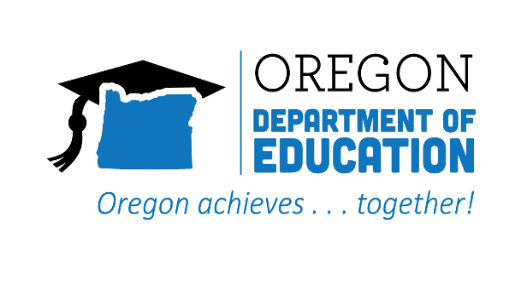 OREGON
DEPARTMENT OF
EDUCATION
Oregon achieves . . . together!